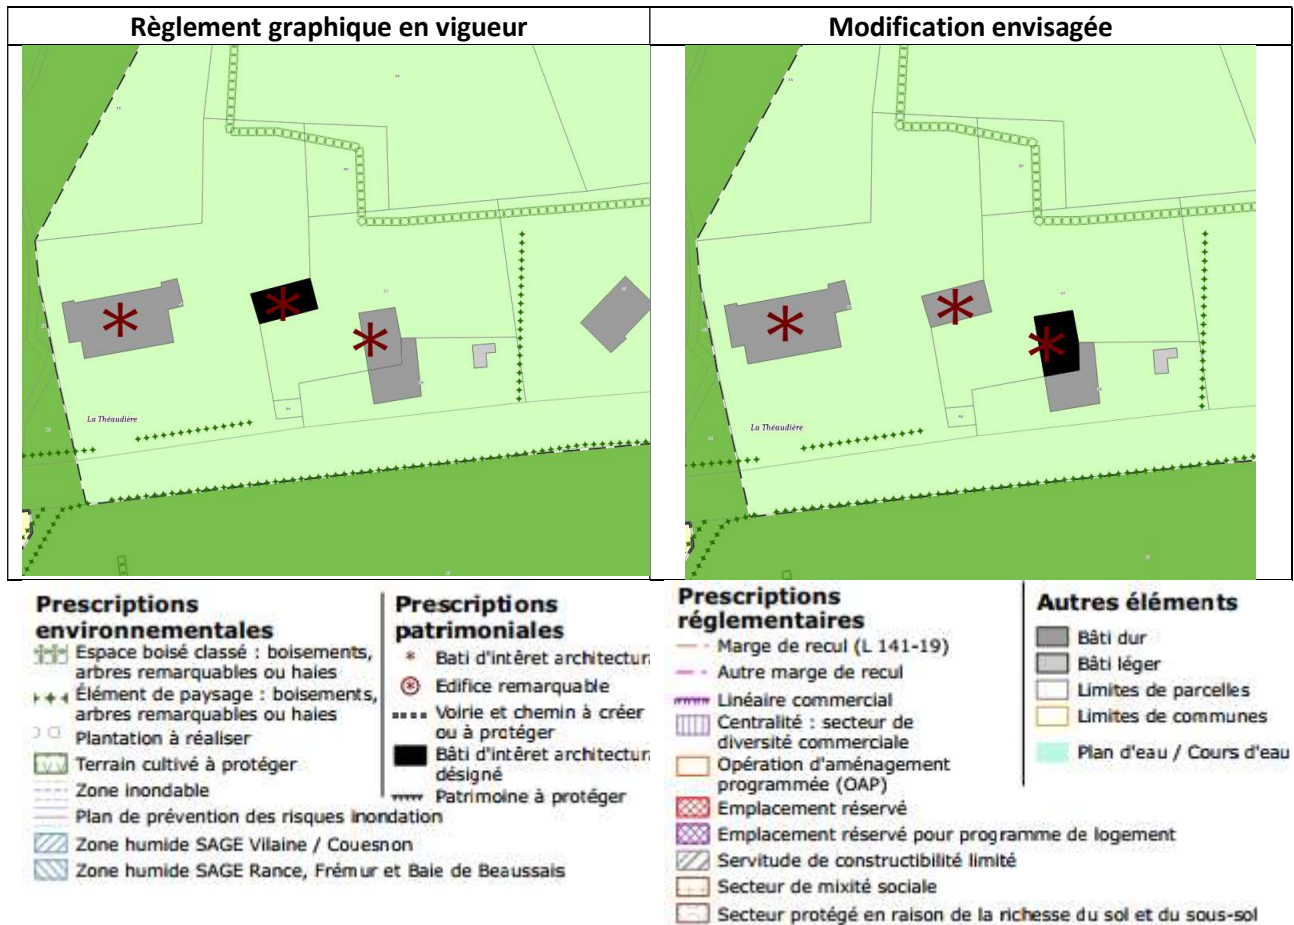 Règlement graphique en vigueur
Modification envisagée
La Théaudière
La Théaudière
Prescriptions
environnementales
Espace boisé classé : boisements,
arbres remarquables ou haies
Élément de paysage : boisements,
arbres remarquables ou haies
Plantation à réaliser
Terrain cultivé à protéger
Zone inondable
Plan de prévention des risques inondation
Zone humide SAGE Vilaine / Couesnon
Zone humide SAGE Rance, Frémur et Baie de Beaussais
Prescriptions
patrimoniales
Bati d'intêret architectura
Edifice remarquable
Voirie et chemin à créer
ou à protéger
Bâti d'intêret architectura
désigné
Patrimoine à protéger
Prescriptions
réglementaires
Marge de recul (L 141-19)
Autre marge de recul
Linéaire commercial
Centralité : secteur de
diversité commerciale
Opération d'aménagement
programmée (OAP)
Emplacement réservé
Emplacement réservé pour programme de logement
Servitude de constructibilité limité
Secteur de mixité sociale
Secteur protégé en raison de la richesse du sol et du sous-sol
Autres éléments
Bâti dur
Bâti léger
Limites de parcelles
Limites de communes
Plan d'eau / Cours d'eau